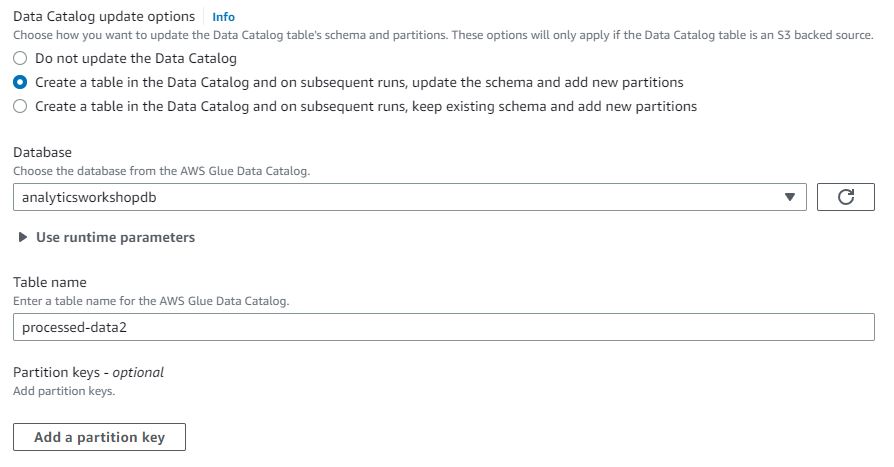 Data Catalog update options Info
Choose how you want to update the Data Catalog table's schema and partitions. These options will only apply if the Data Catalog table is an S3 backed source.
Do not update the Data Catalog
Create a table in the Data Catalog and on subsequent runs, update the schema and add new partitions
Create a table in the Data Catalog and on subsequent runs, keep existing schema and add new partitions
Database
Choose the database from the AWS Glue Data Catalog.
analyticsworkshopdb
Use runtime parameters
Table name
Enter a table name for the AWS Glue Data Catalog.
processed-data2
Partition keys - optional
Add partition keys.
Add a partition key